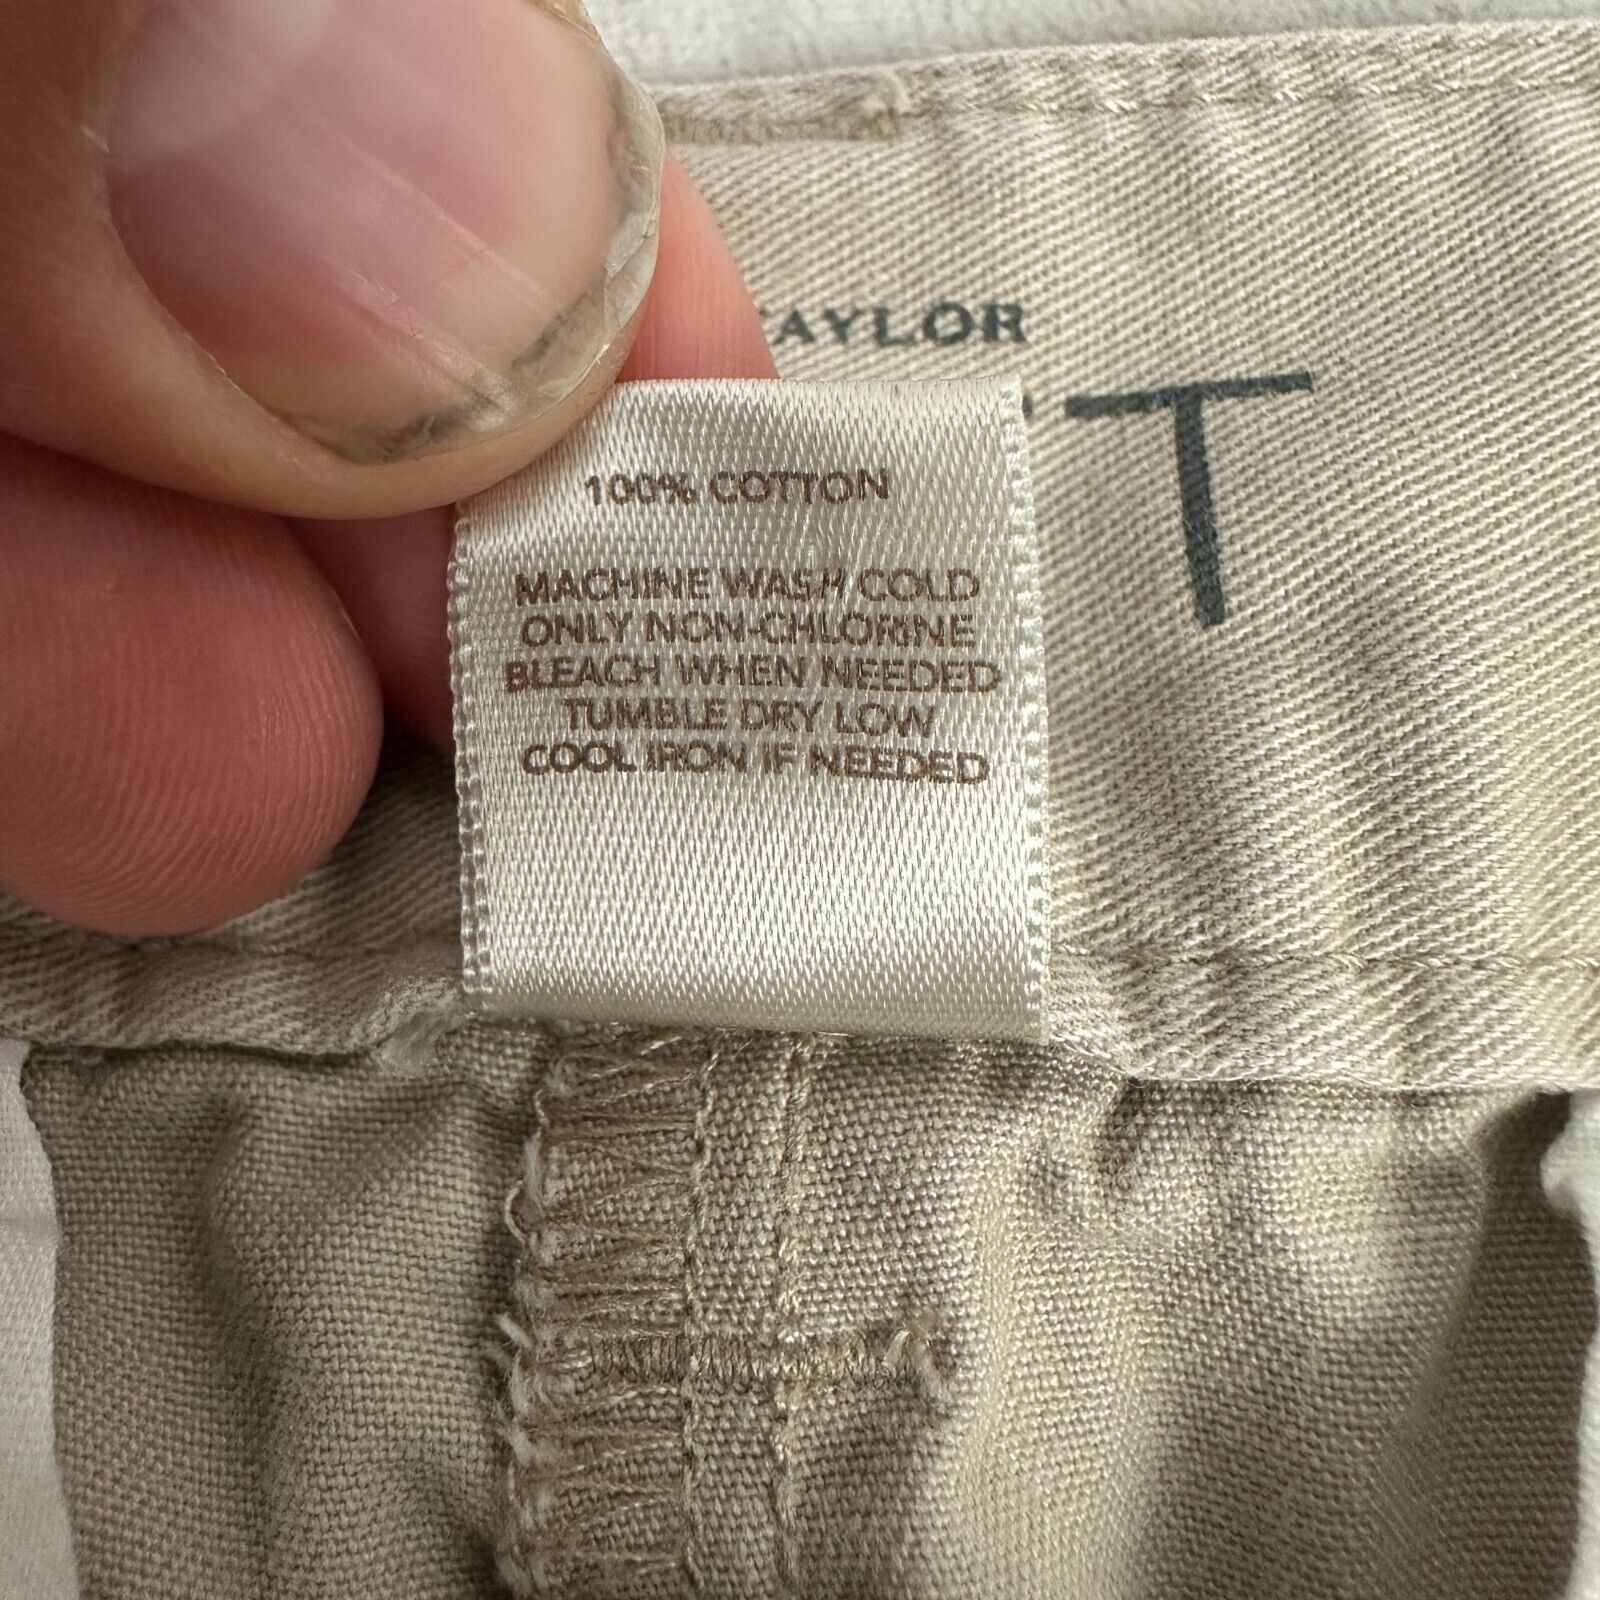 TAYLOR
T
100% COTTON
MACHINE WASH COLD
ONLY NON-CHLORINE
BLEACH WHEN NEEDED
TUMBLE DRY LOW
COOL IRON IF NEEDED